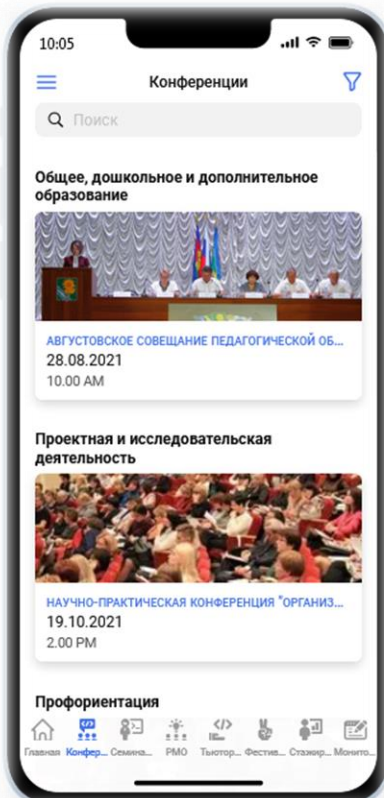 10:05
Конференции
Поиск
Общее, дошкольное и дополнительное
образование
АВГУСТОВСКОЕ СОВЕЩАНИЕ ПЕДАГОГИЧЕСКОЙ ОБ...
28.08.2021
10.00 AM
Проектная и исследовательская
деятельность
НАУЧНО-ПРАКТИЧЕСКАЯ КОНФЕРЕНЦИЯ "ОРГАНИЗ...
19.10.2021
2.00 PM
Профориентация
Главная Конфер... Семина... РМО Тьютор... Фестив... Стажир... Монито...